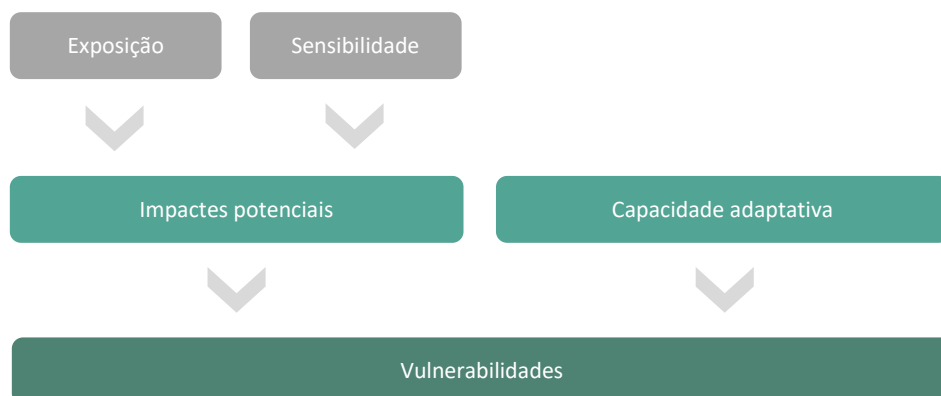 Exposição
Sensibilidade
Impactes potenciais
Capacidade adaptativa
Vulnerabilidades